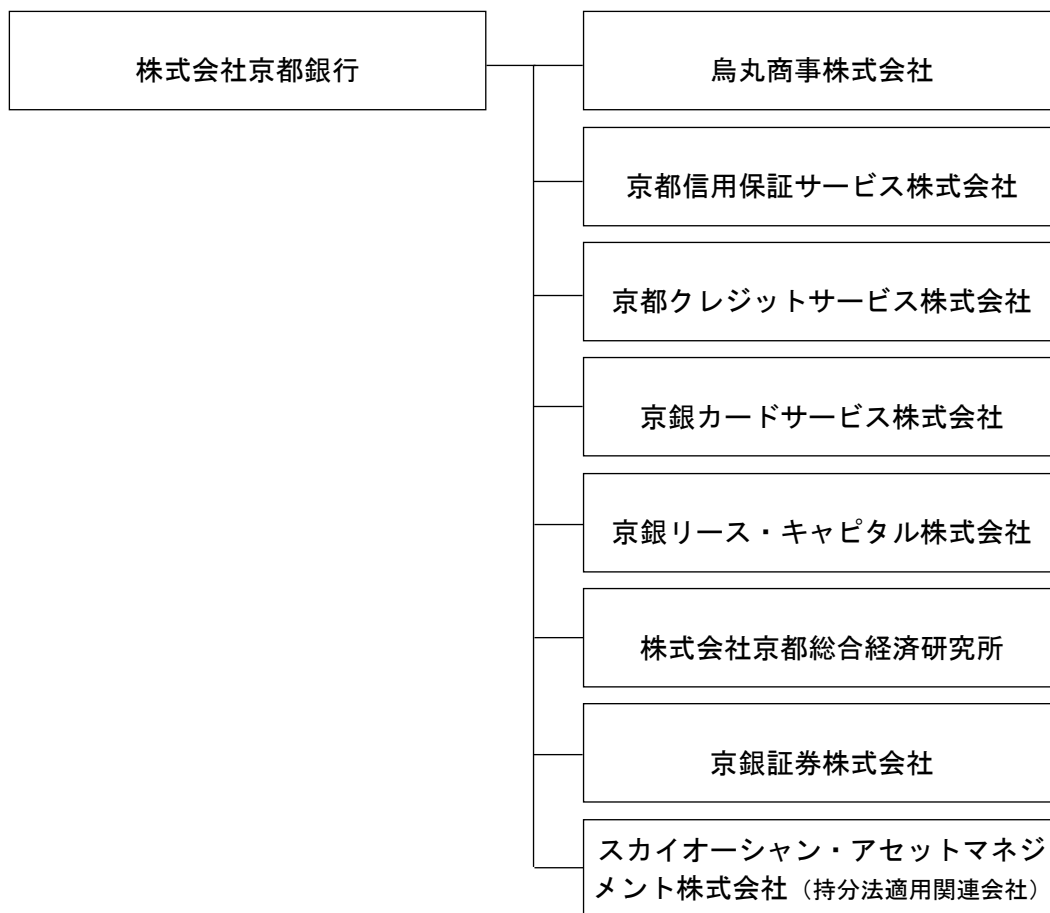 株式会社京都銀行
烏丸商事株式会社
京都信用保証サービス株式会社
京都クレジットサービス株式会社
京銀カードサービス株式会社
京銀リース・キャピタル株式会社
株式会社京都総合経済研究所
京銀証券株式会社
スカイオーシャン・アセットマネジ
メント株式会社（持分法適用関連会社）